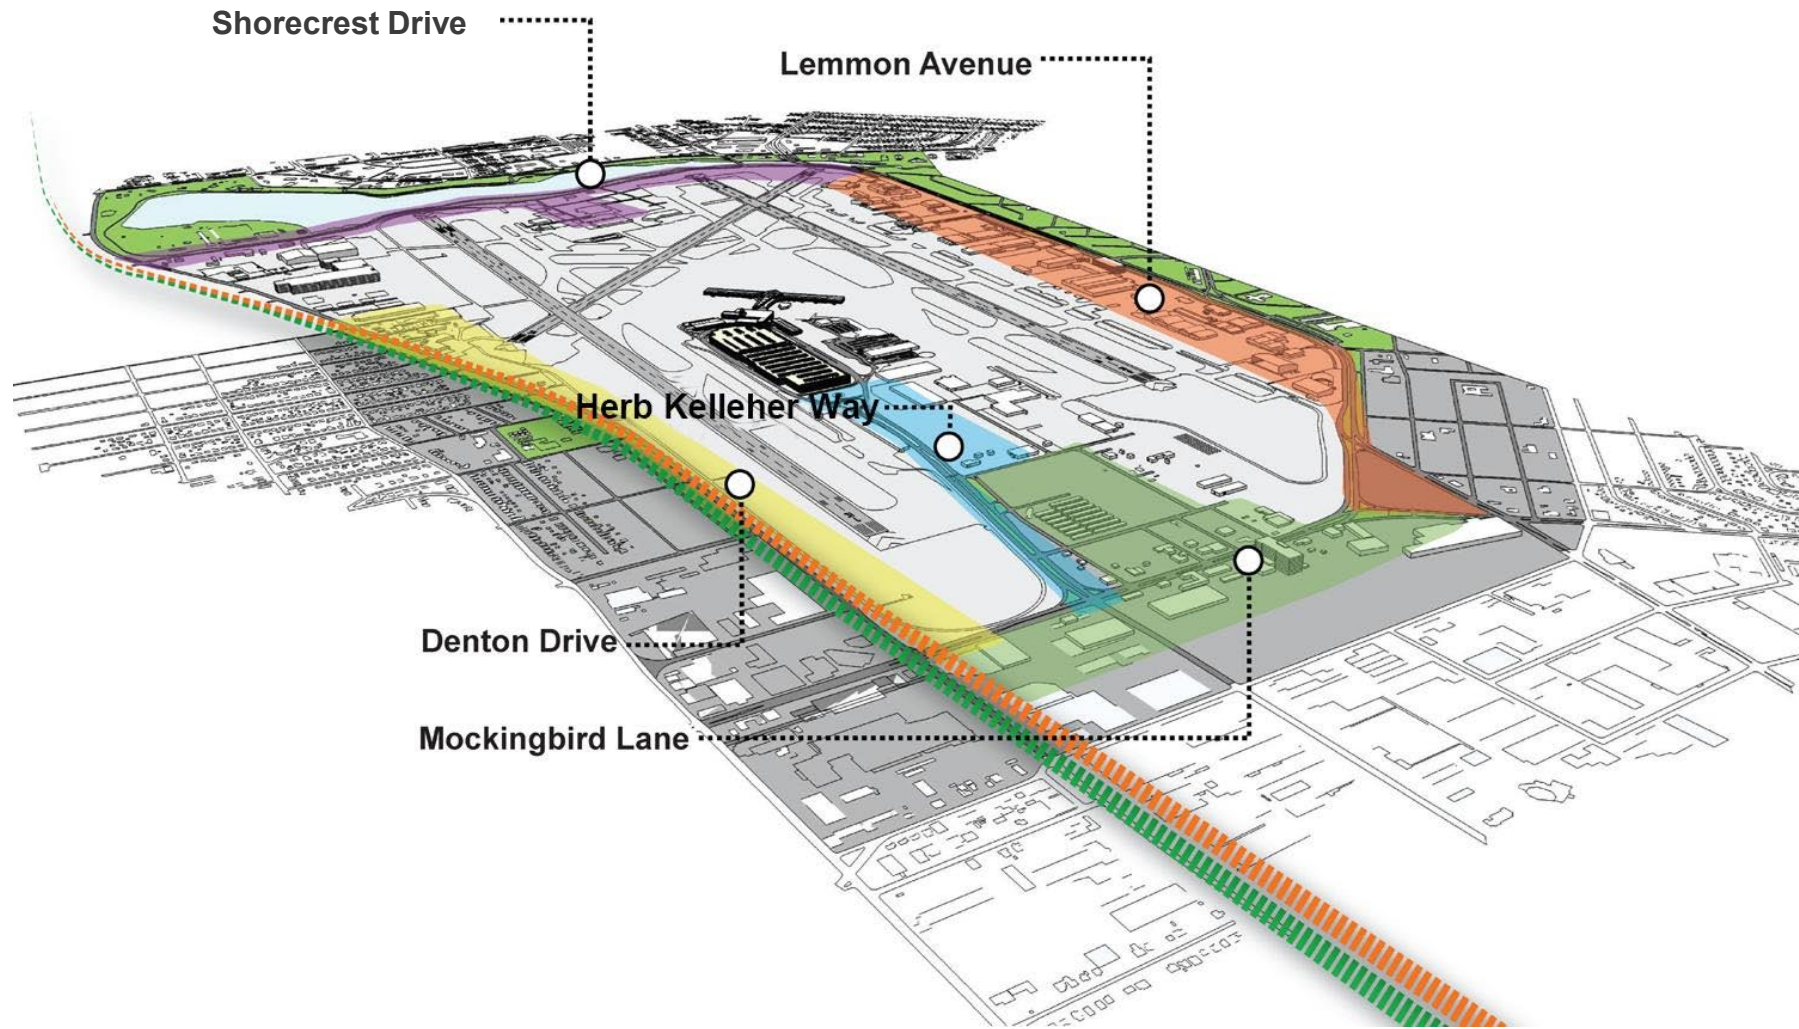 Shorecrest Drive
Lemmon Avenue
Herb Kelleher Way
Denton Drive
Mockingbird Lane